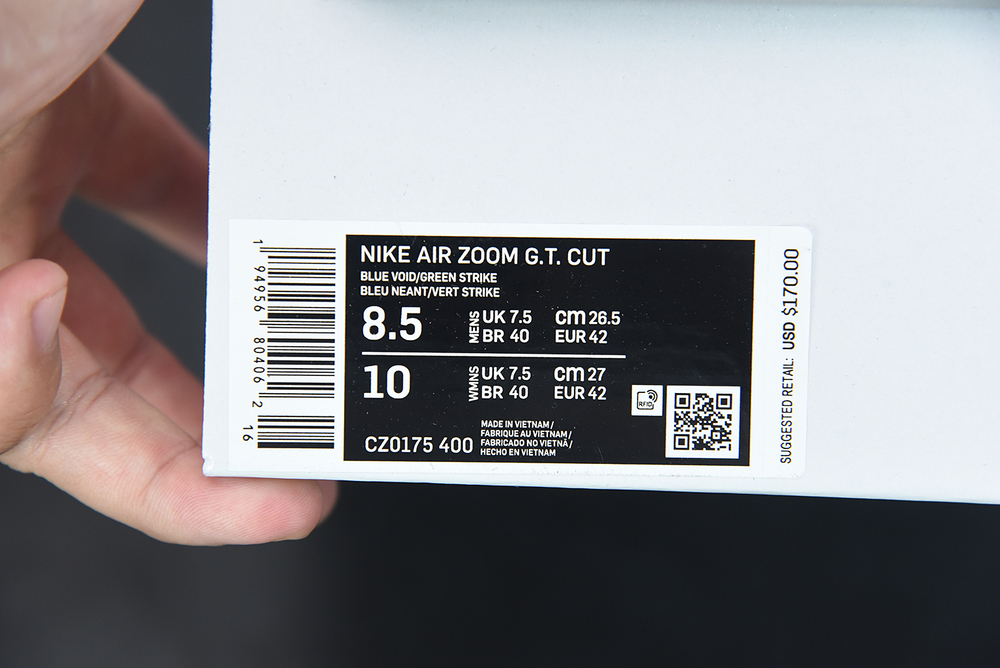 NIKE AIR ZOOM G.T. CUT
BLUE VOID/GREEN STRIKE
BLEU NEANT/VERT STRIKE
8.5 MENS UK 7.5 cm 26.5
BR 40 EUR 42
10 WMNS UK 7.5 cm 27
BR 40 EUR 42
CZ0175 400
MADE IN VIETNAM/
FABRIQUE AU VIETNAM/
FABRICADO NO VIETNÃ/
HECHO EN VIETNAM
RFID
1 94956 80406 2 16
SUGGESTED RETAIL: USD $170.00